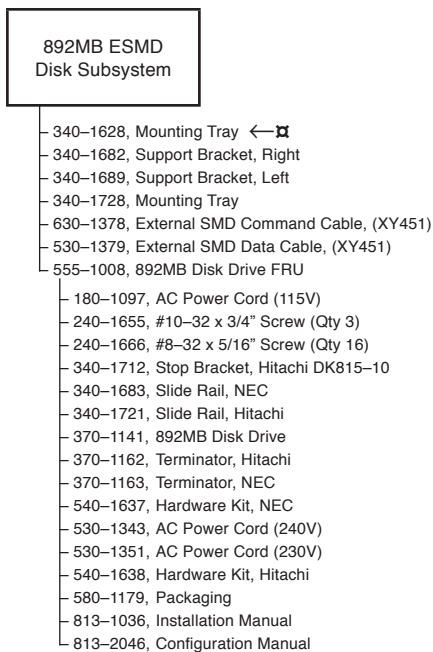 892MB ESMD
Disk Subsystem
340–1628, Mounting Tray ←¤
340–1682, Support Bracket, Right
340–1689, Support Bracket, Left
340–1728, Mounting Tray
630–1378, External SMD Command Cable, (XY451)
530–1379, External SMD Data Cable, (XY451)
555–1008, 892MB Disk Drive FRU
180–1097, AC Power Cord (115V)
240–1655, #10–32 x 3/4” Screw (Qty 3)
240–1666, #8–32 x 5/16” Screw (Qty 16)
340–1712, Stop Bracket, Hitachi DK815–10
340–1683, Slide Rail, NEC
340–1721, Slide Rail, Hitachi
370–1141, 892MB Disk Drive
370–1162, Terminator, Hitachi
370–1163, Terminator, NEC
540–1637, Hardware Kit, NEC
530–1343, AC Power Cord (240V)
530–1351, AC Power Cord (230V)
540–1638, Hardware Kit, Hitachi
580–1179, Packaging
813–1036, Installation Manual
813–2046, Configuration Manual